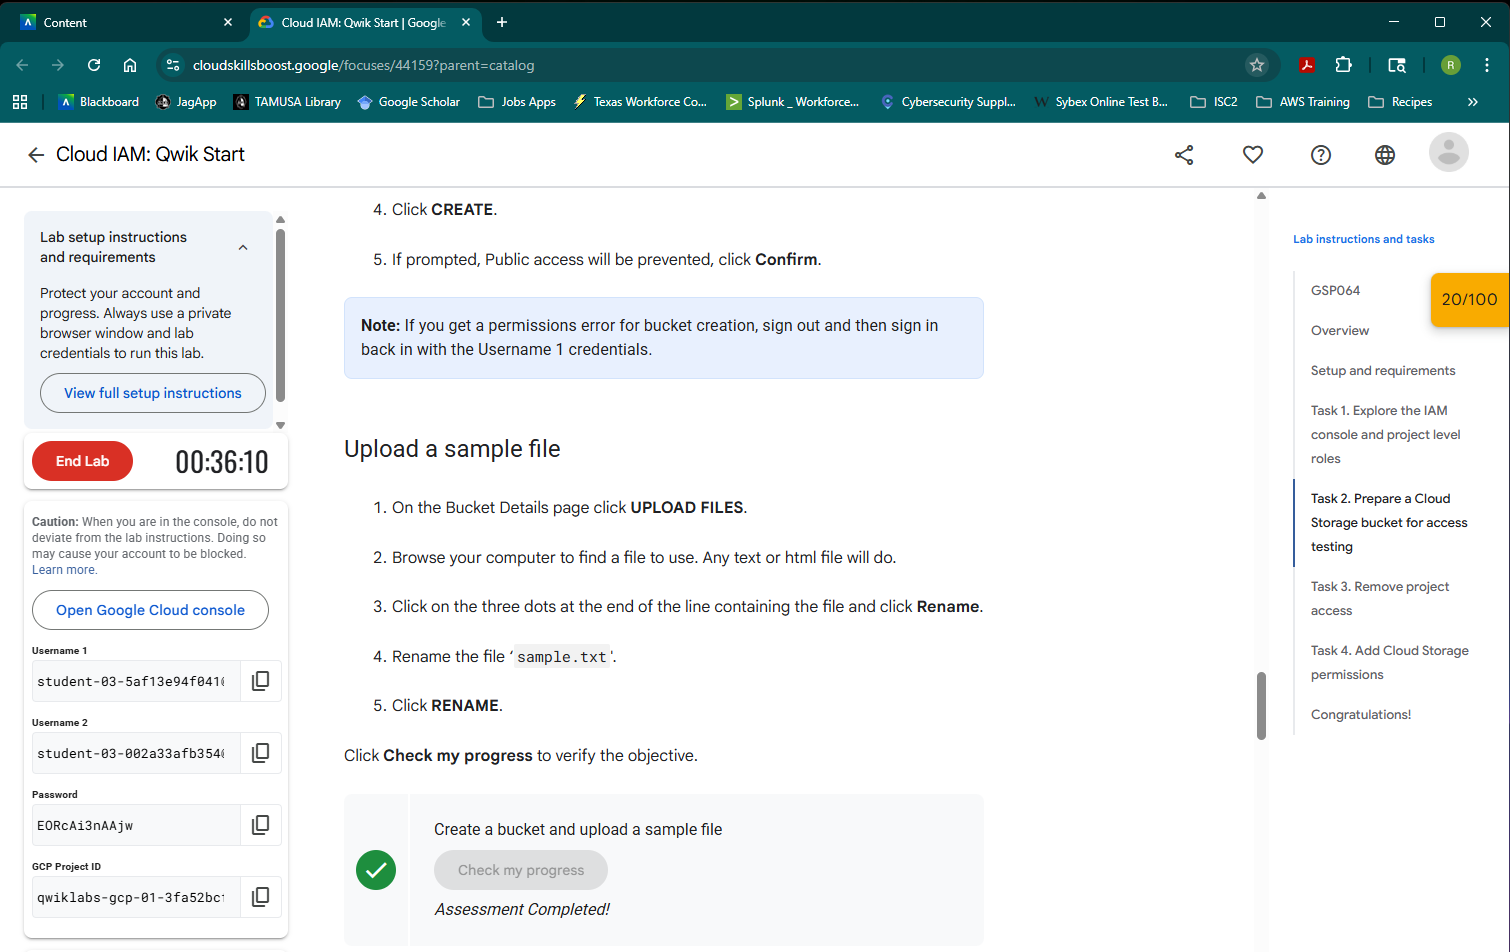 Content
Cloud IAM: Qwik Start | Google
cloudskillsboost.google/focuses/44159?parent=catalog
R
Blackboard
JagApp
TAMUSA Library
Google Scholar
Jobs Apps
Texas Workforce Co...
Splunk _ Workforce...
Cybersecurity Suppl...
Sybex Online Test B...
ISC2
AWS Training
Recipes
Cloud IAM: Qwik Start
Lab setup instructions
and requirements
Protect your account and
progress. Always use a private
browser window and lab
credentials to run this lab.
View full setup instructions
End Lab
00:36:10
Caution: When you are in the console, do not
deviate from the lab instructions. Doing so
may cause your account to be blocked.
Learn more.
Open Google Cloud console
Username 1
student-03-5af13e94f041
Username 2
student-03-002a33afb354
Password
EORcAi3nAAjw
GCP Project ID
qwiklabs-gcp-01-3fa52bc
4. Click CREATE.
5. If prompted, Public access will be prevented, click Confirm.
Note: If you get a permissions error for bucket creation, sign out and then sign in
back in with the Username 1 credentials.
Upload a sample file
1. On the Bucket Details page click UPLOAD FILES.
2. Browse your computer to find a file to use. Any text or html file will do.
3. Click on the three dots at the end of the line containing the file and click Rename.
4. Rename the file ‘sample.txt'.
5. Click RENAME.
Click Check my progress to verify the objective.
Create a bucket and upload a sample file
Check my progress
Assessment Completed!
Lab instructions and tasks
GSP064
20/100
Overview
Setup and requirements
Task 1. Explore the IAM
console and project level
roles
Task 2. Prepare a Cloud
Storage bucket for access
testing
Task 3. Remove project
access
Task 4. Add Cloud Storage
permissions
Congratulations!